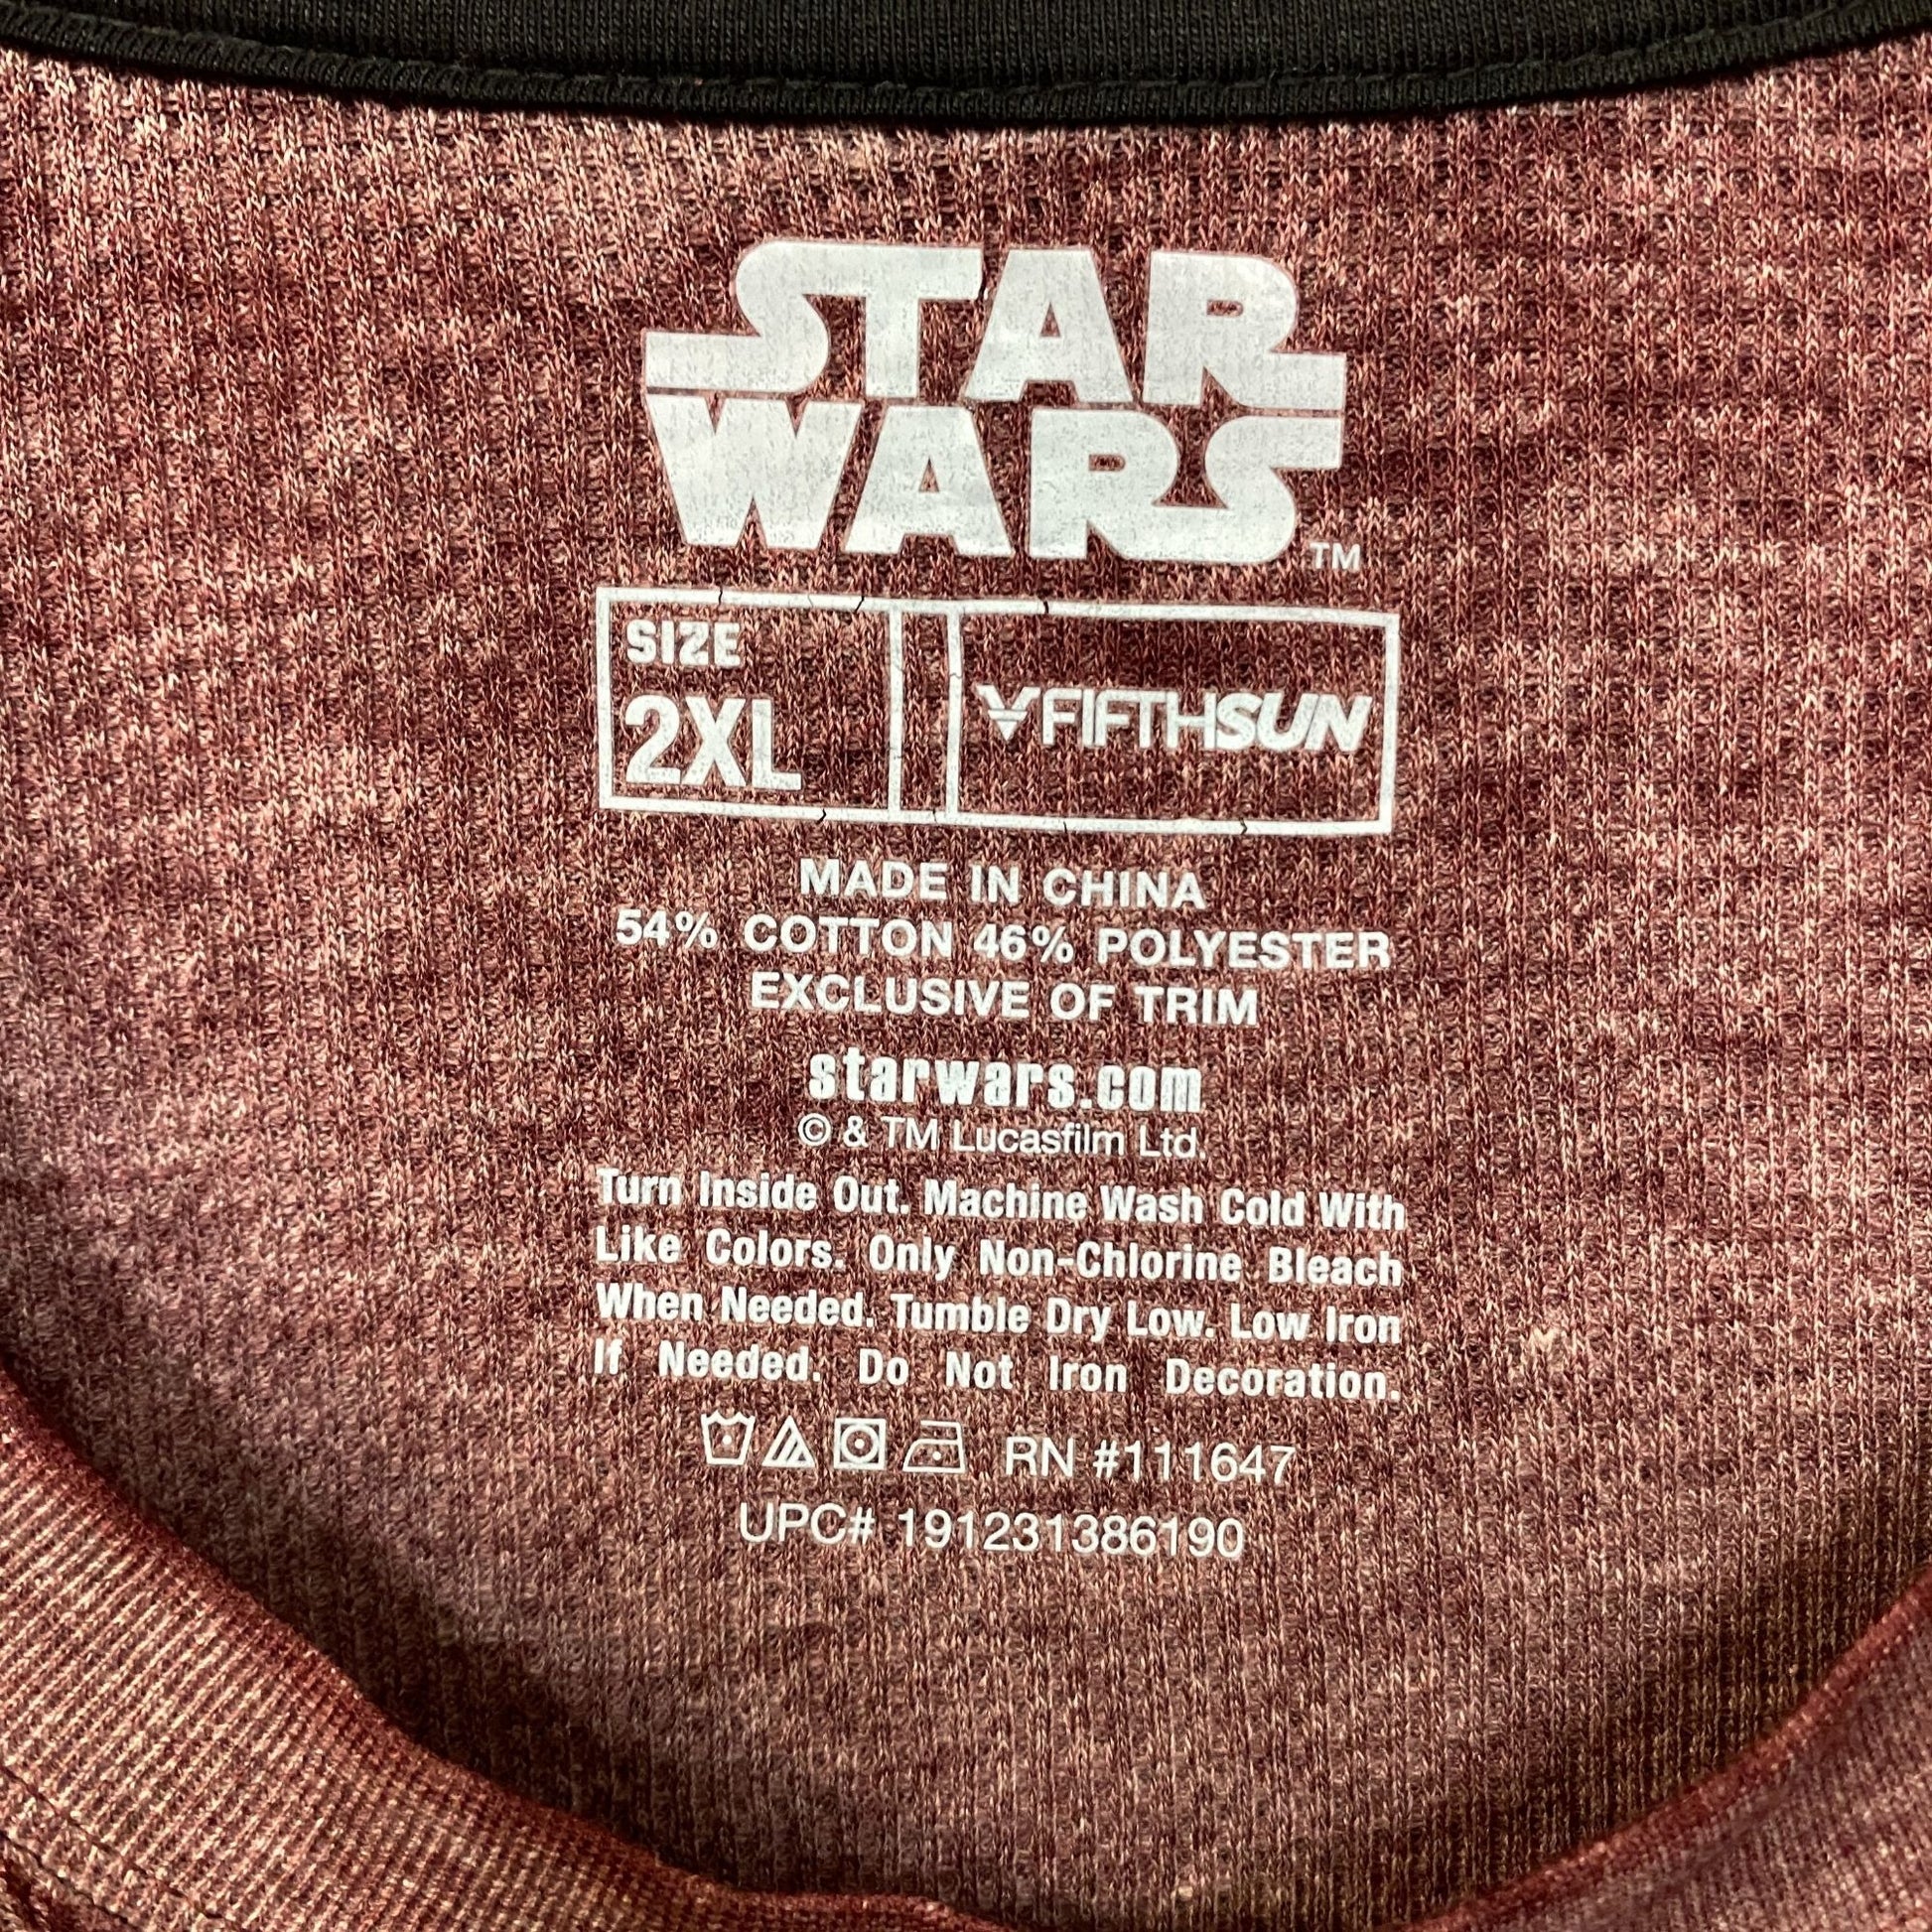 STAR
WARS TM
SIZE
2XL
FIFTHSUN
MADE IN CHINA
54% COTTON 46% POLYESTER
EXCLUSIVE OF TRIM
starwars.com
© & TM Lucasfilm Ltd.
Turn Inside Out. Machine Wash Cold With
Like Colors. Only Non-Chlorine Bleach
When Needed. Tumble Dry Low. Low Iron
If Needed. Do Not Iron Decoration.
RN #111647
UPC# 191231386190